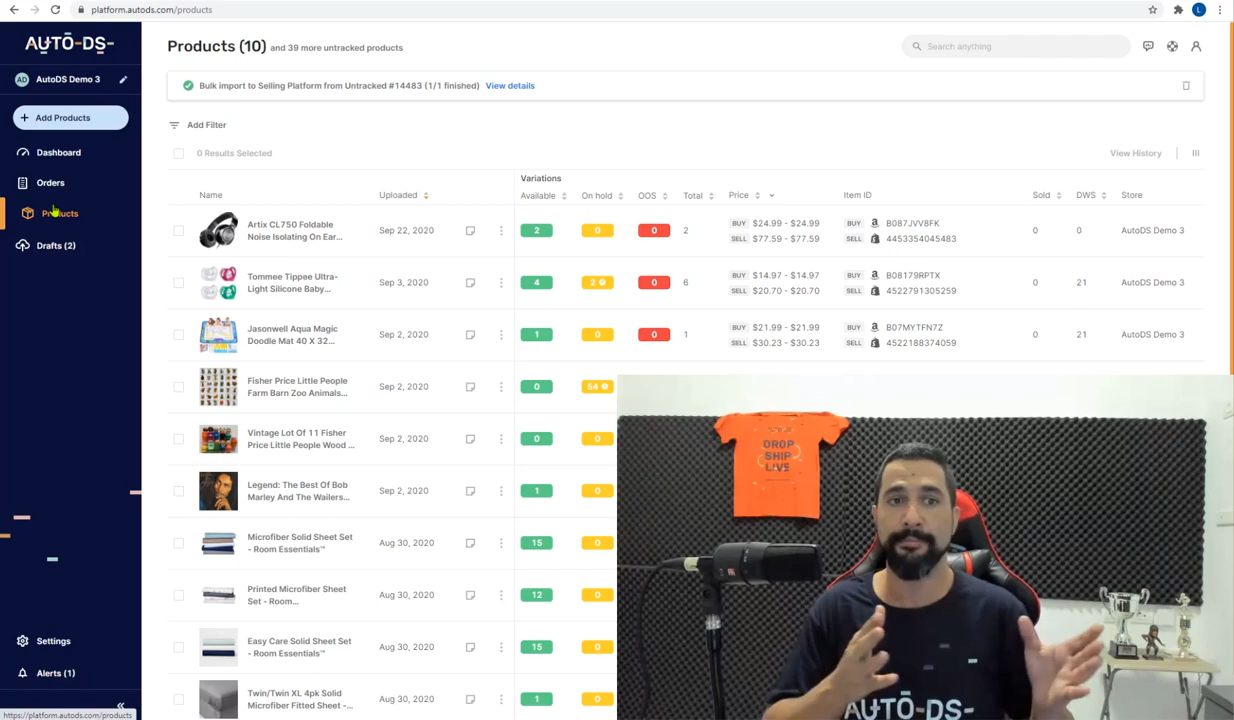 platform.autods.com/products
L
AUTO-DS-
Products (10) and 39 more untracked products
Search anything
AD AutoDS Demo 3
Bulk import to Selling Platform from Untracked #14483 (1/1 finished) View details
+ Add Products
Add Filter
Dashboard
0 Results Selected
View History
Orders
Variations
Name Uploaded Available On hold OOS Total Price Item ID Sold DWS Store
Products
Drafts (2)
Artix CL750 Foldable
Noise Isolating On Ear...
Sep 22, 2020 2 0 0 2
BUY $24.99 - $24.99 BUY B087JVV8FK
SELL $77.59 - $77.59 SELL 4453354045483
0 0 AutoDS Demo 3
Tommee Tippee Ultra-
Light Silicone Baby...
Sep 3, 2020 4 2 0 6
BUY $14.97 - $14.97 BUY B08179RPTX
SELL $20.70 - $20.70 SELL 4522791305259
0 21 AutoDS Demo 3
Jasonwell Aqua Magic
Doodle Mat 40 X 32...
Sep 2, 2020 1 0 0 1
BUY $21.99 - $21.99 BUY B07MYTFN7Z
SELL $30.23 - $30.23 SELL 4522188374059
0 21 AutoDS Demo 3
Fisher Price Little People
Farm Barn Zoo Animals...
Sep 2, 2020 0 54
Vintage Lot Of 11 Fisher
Price Little People Wood ...
Sep 2, 2020 0 0
Legend: The Best Of Bob
Marley And The Wailers...
Sep 2, 2020 1 0
Microfiber Solid Sheet Set
- Room Essentials™
Aug 30, 2020 15 0
Printed Microfiber Sheet
Set - Room...
Aug 30, 2020 12 0
Easy Care Solid Sheet Set
- Room Essentials™
Aug 30, 2020 15 0
Twin/Twin XL 4pk Solid
Microfiber Fitted Sheet -...
Aug 30, 2020 1 0
Settings
Alerts (1)
https://platform.autods.com/products
DROP
SHIP
LIVE
AUTO-DS-